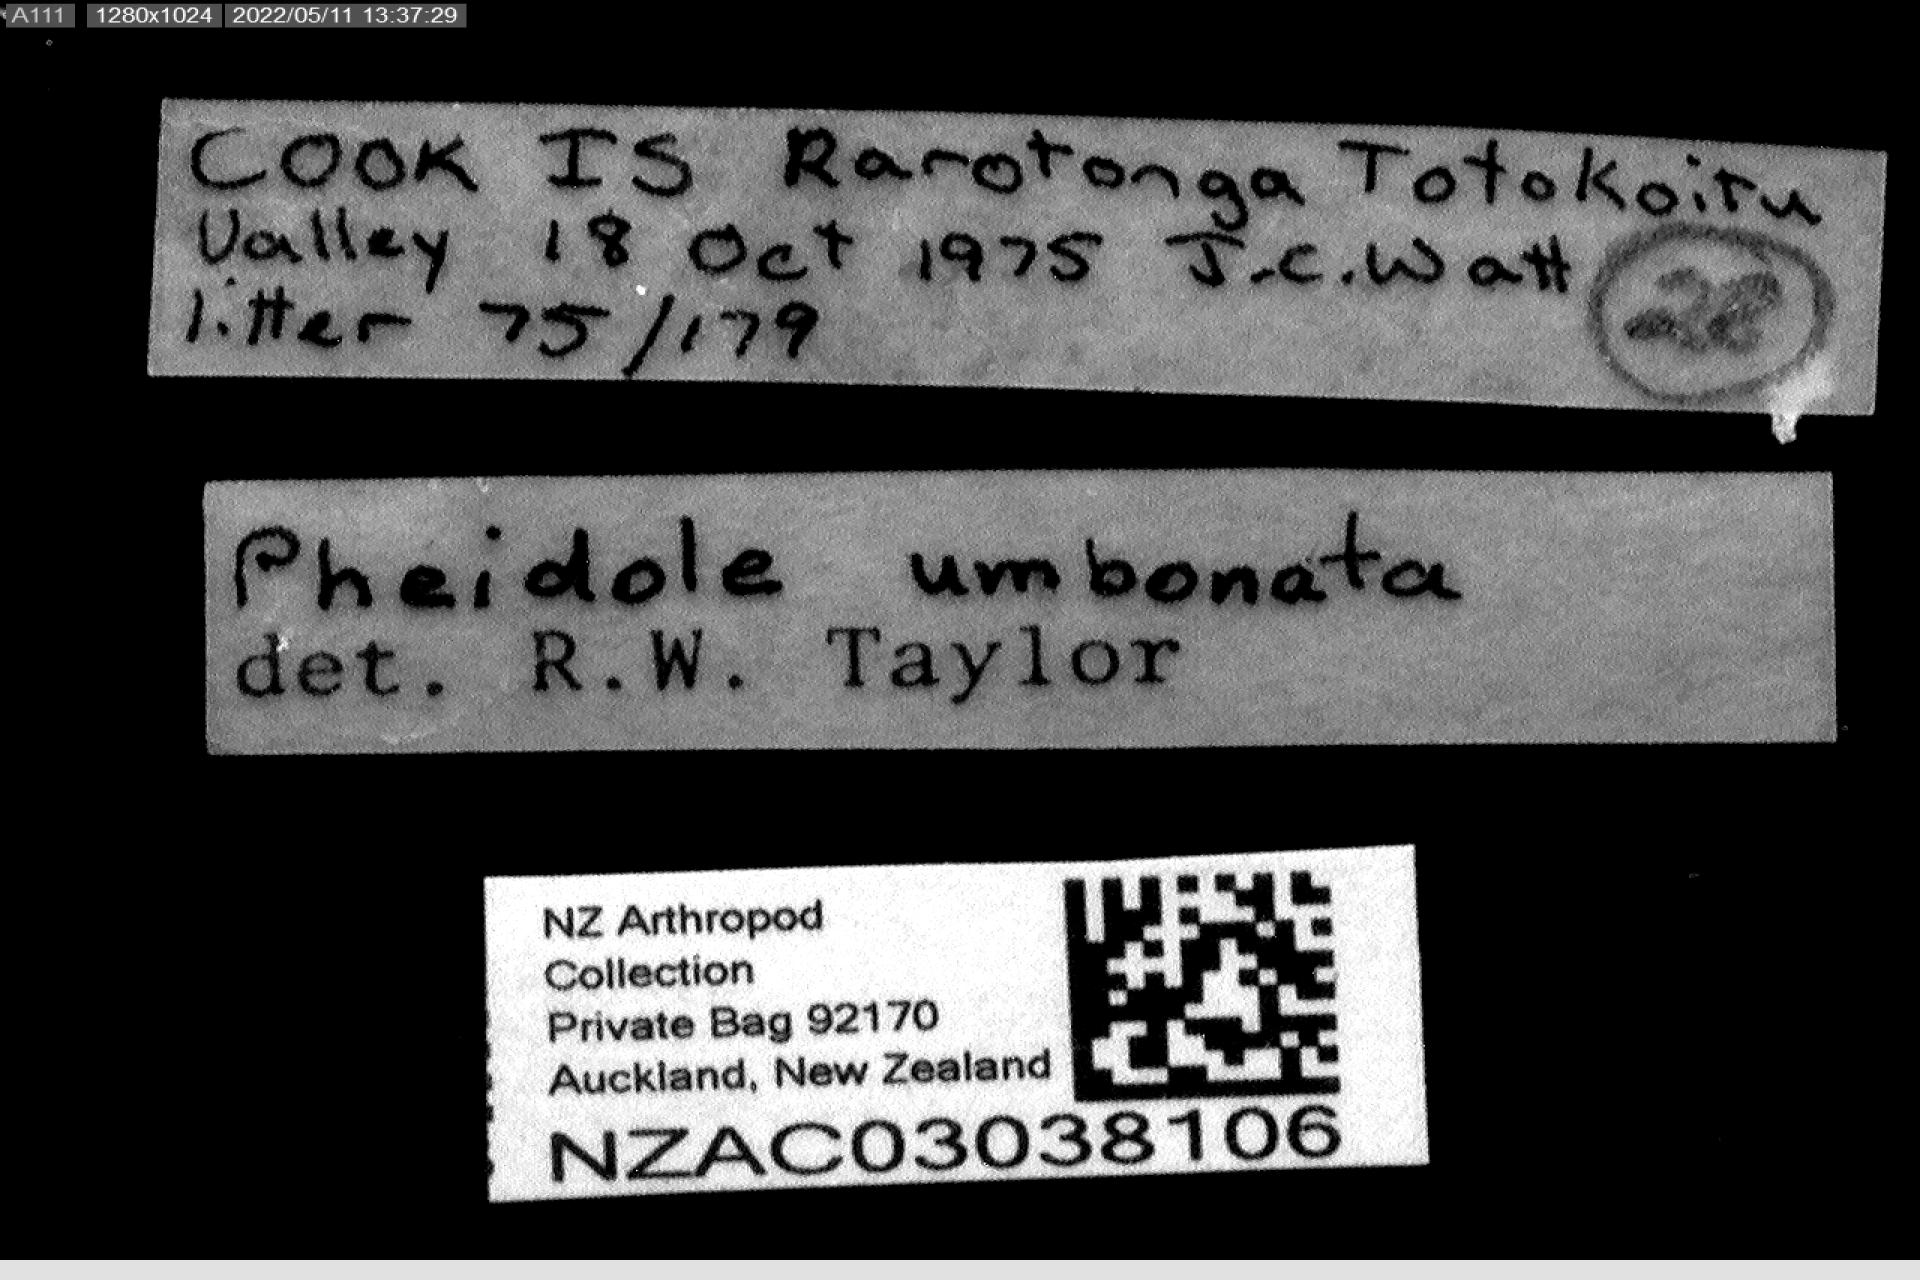 A111 1280x1024 2022/05/11 13:37:29
COOK IS Rarotonga Totokoitu
Valley 18 Oct 1975 J.C. Watt
litter 75/179
28
Pheidole umbonata
det. R.W. Taylor
NZ Arthropod
Collection
Private Bag 92170
Auckland, New Zealand
NZAC03038106